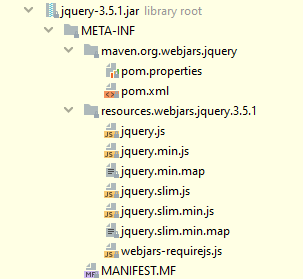 jquery-3.5.1.jar library root
META-INF
maven.org.webjars.jquery
pom.properties
pom.xml
resources.webjars.jquery.3.5.1
jquery.js
jquery.min.js
jquery.min.map
jquery.slim.js
jquery.slim.min.js
jquery.slim.min.map
webjars-requirejs.js
MANIFEST.MF